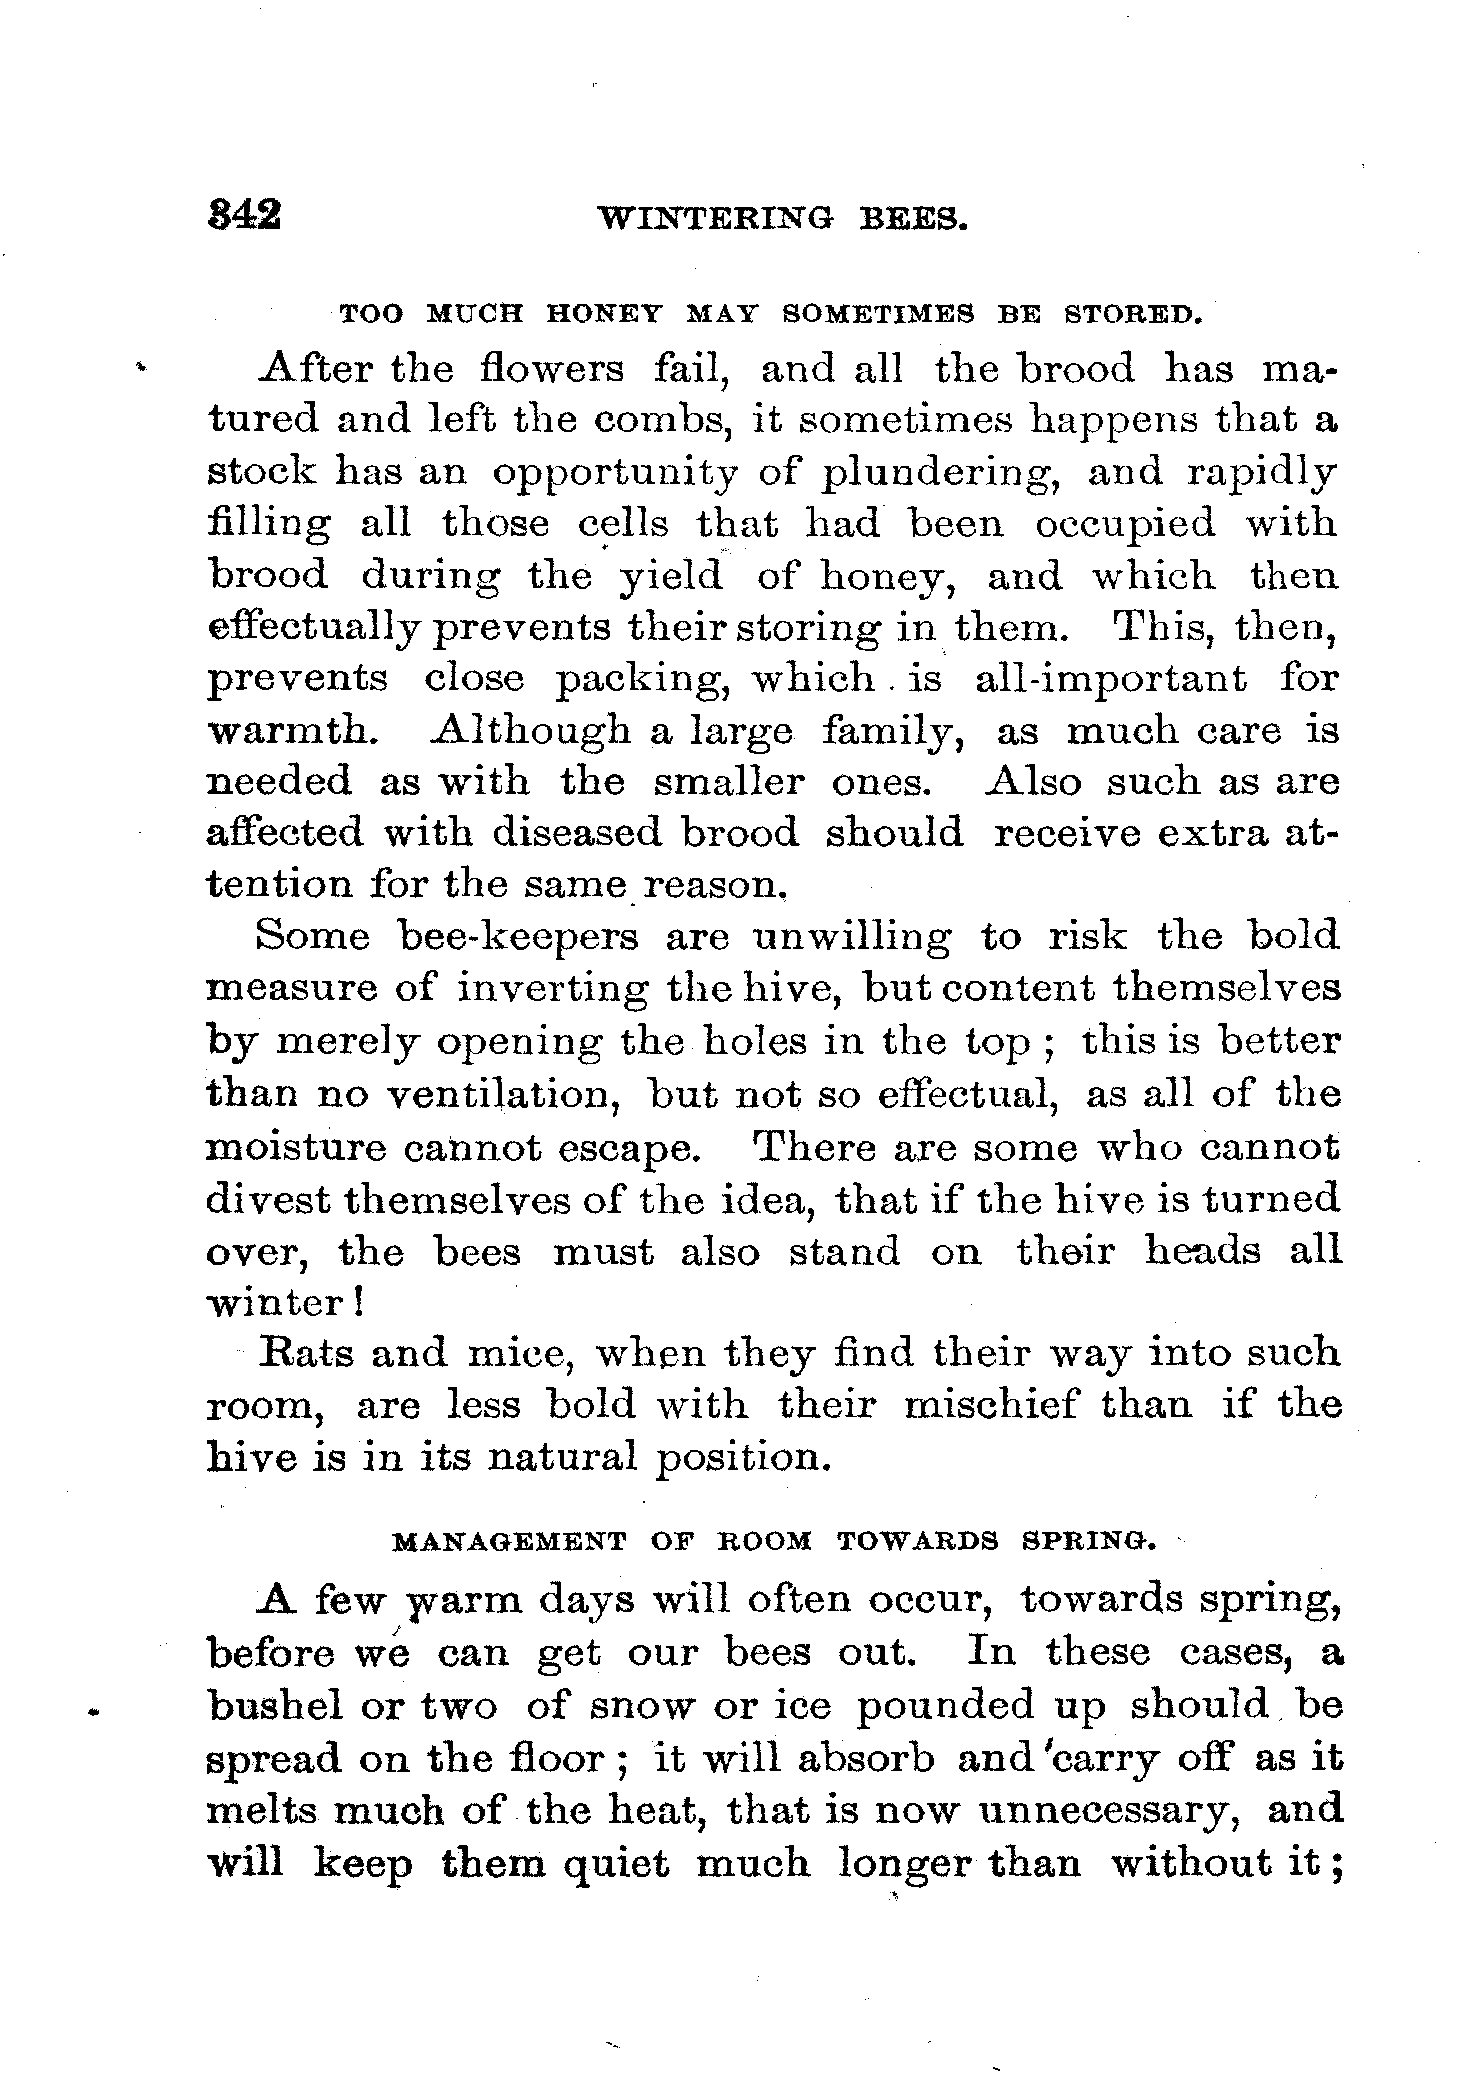 342 WINTERING BEES.
TOO MUCH HONEY MAY SOMETIMES BE STORED.
After the flowers fail, and all the brood has ma-
tured and left the combs, it sometimes happens that a
stock has an opportunity of plundering, and rapidly
filling all those cells that had been occupied with
brood during the yield of honey, and which then
effectually prevents their storing in them. This, then,
prevents close packing, which is all-important for
warmth. Although a large family, as much care is
needed as with the smaller ones. Also such as are
affected with diseased brood should receive extra at-
tention for the same reason.
Some bee-keepers are unwilling to risk the bold
measure of inverting the hive, but content themselves
by merely opening the holes in the top ; this is better
than no ventilation, but not so effectual, as all of the
moisture cannot escape. There are some who cannot
divest themselves of the idea, that if the hive is turned
over, the bees must also stand on their heads all
winter !
Rats and mice, when they find their way into such
room, are less bold with their mischief than if the
hive is in its natural position.
MANAGEMENT OF ROOM TOWARDS SPRING.
A few warm days will often occur, towards spring,
before we can get our bees out. In these cases, a
bushel or two of snow or ice pounded up should be
spread on the floor ; it will absorb and carry off as it
melts much of the heat, that is now unnecessary, and
will keep them quiet much longer than without it ;